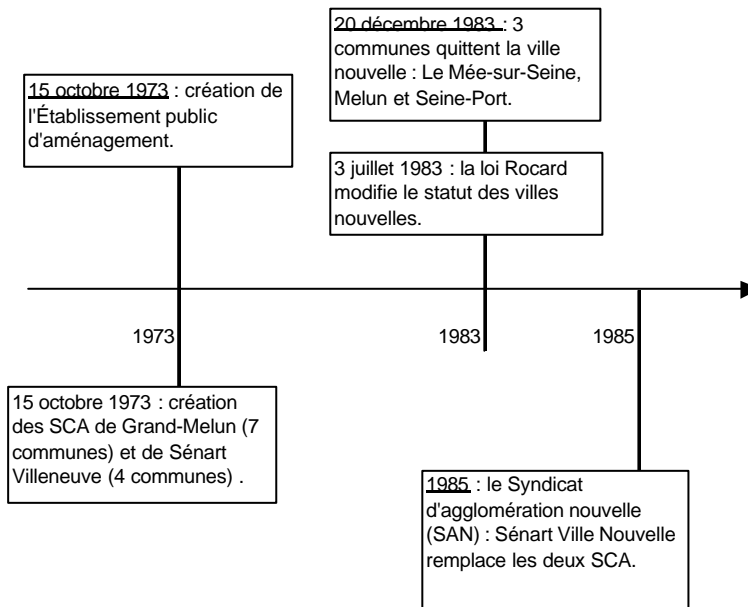 20 décembre 1983 : 3
communes quittent la ville
nouvelle : Le Mée-sur-Seine,
Melun et Seine-Port.
15 octobre 1973 : création de
l'Établissement public
d'aménagement.
3 juillet 1983 : la loi Rocard
modifie le statut des villes
nouvelles.
1973
1983
1985
15 octobre 1973 : création
des SCA de Grand-Melun (7
communes) et de Sénart
Villeneuve (4 communes) .
1985 : le Syndicat
d'agglomération nouvelle
(SAN) : Sénart Ville Nouvelle
remplace les deux SCA.